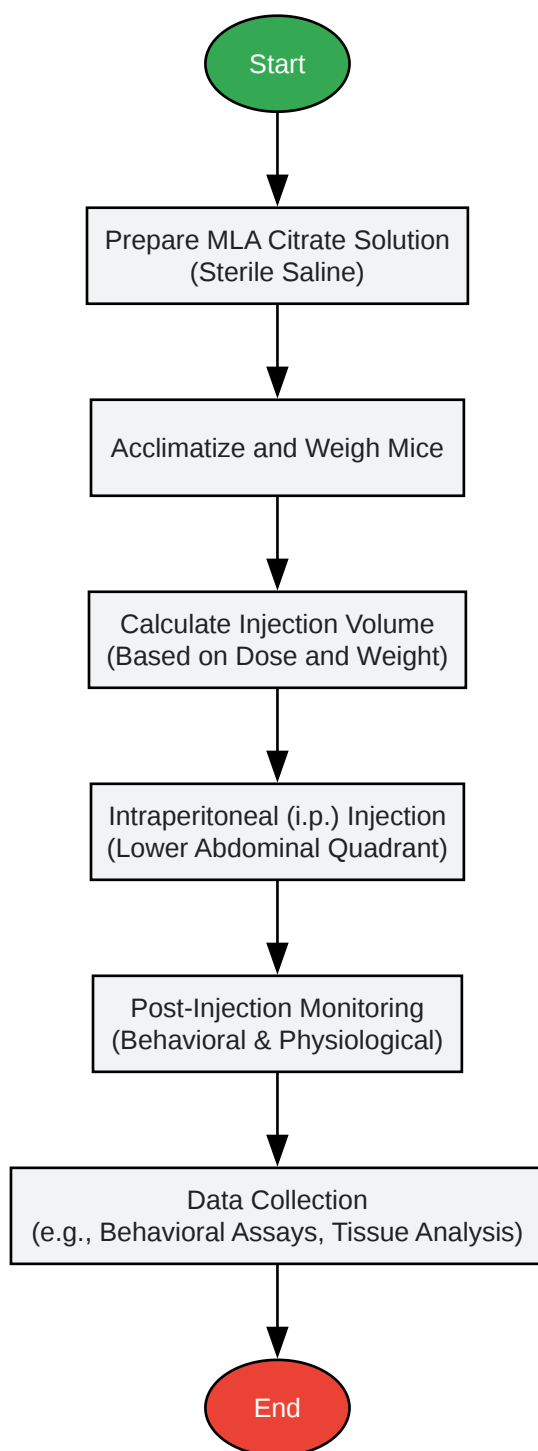 Start
Prepare MLA Citrate Solution
(Sterile Saline)
Acclimatize and Weigh Mice
Calculate Injection Volume
(Based on Dose and Weight)
Intraperitoneal (i.p.) Injection
(Lower Abdominal Quadrant)
Post-Injection Monitoring
(Behavioral & Physiological)
Data Collection
(e.g., Behavioral Assays, Tissue Analysis)
End